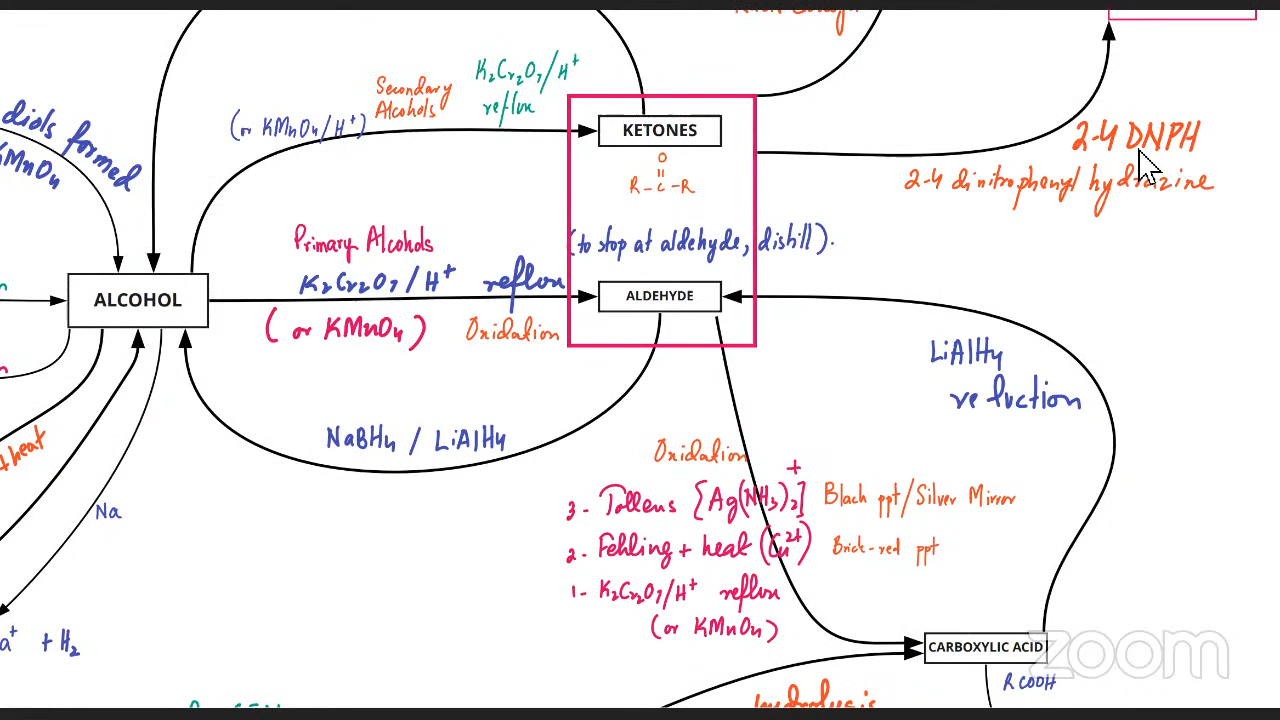 K₂Cr₂O₇/H⁺
reflux
Secondary
Alcohols
(or KMnO₄/H⁺)
diols formed
KMnO₄
KETONES
O
||
R – C – R
2-4 DNPH
2-4 dinitrophenyl hydrazine
(to stop at aldehyde, distill).
Primary Alcohols
K₂Cr₂O₇/H⁺ reflux
ALCOHOL
ALDEHYDE
(or KMnO₄)
Oxidation
LiAlH₄
reduction
NaBH₄ / LiAlH₄
heat
Oxidation
3 - Tollens [Ag(NH₃)₂]⁺ Black ppt/Silver Mirror
2 - Fehling + heat (Cu²⁺) Brick-red ppt
1 - K₂Cr₂O₇/H⁺ reflux
(or KMnO₄)
Na
a⁺ + H₂
CARBOXYLIC ACID
RCOOH
zoom
hydrolysis